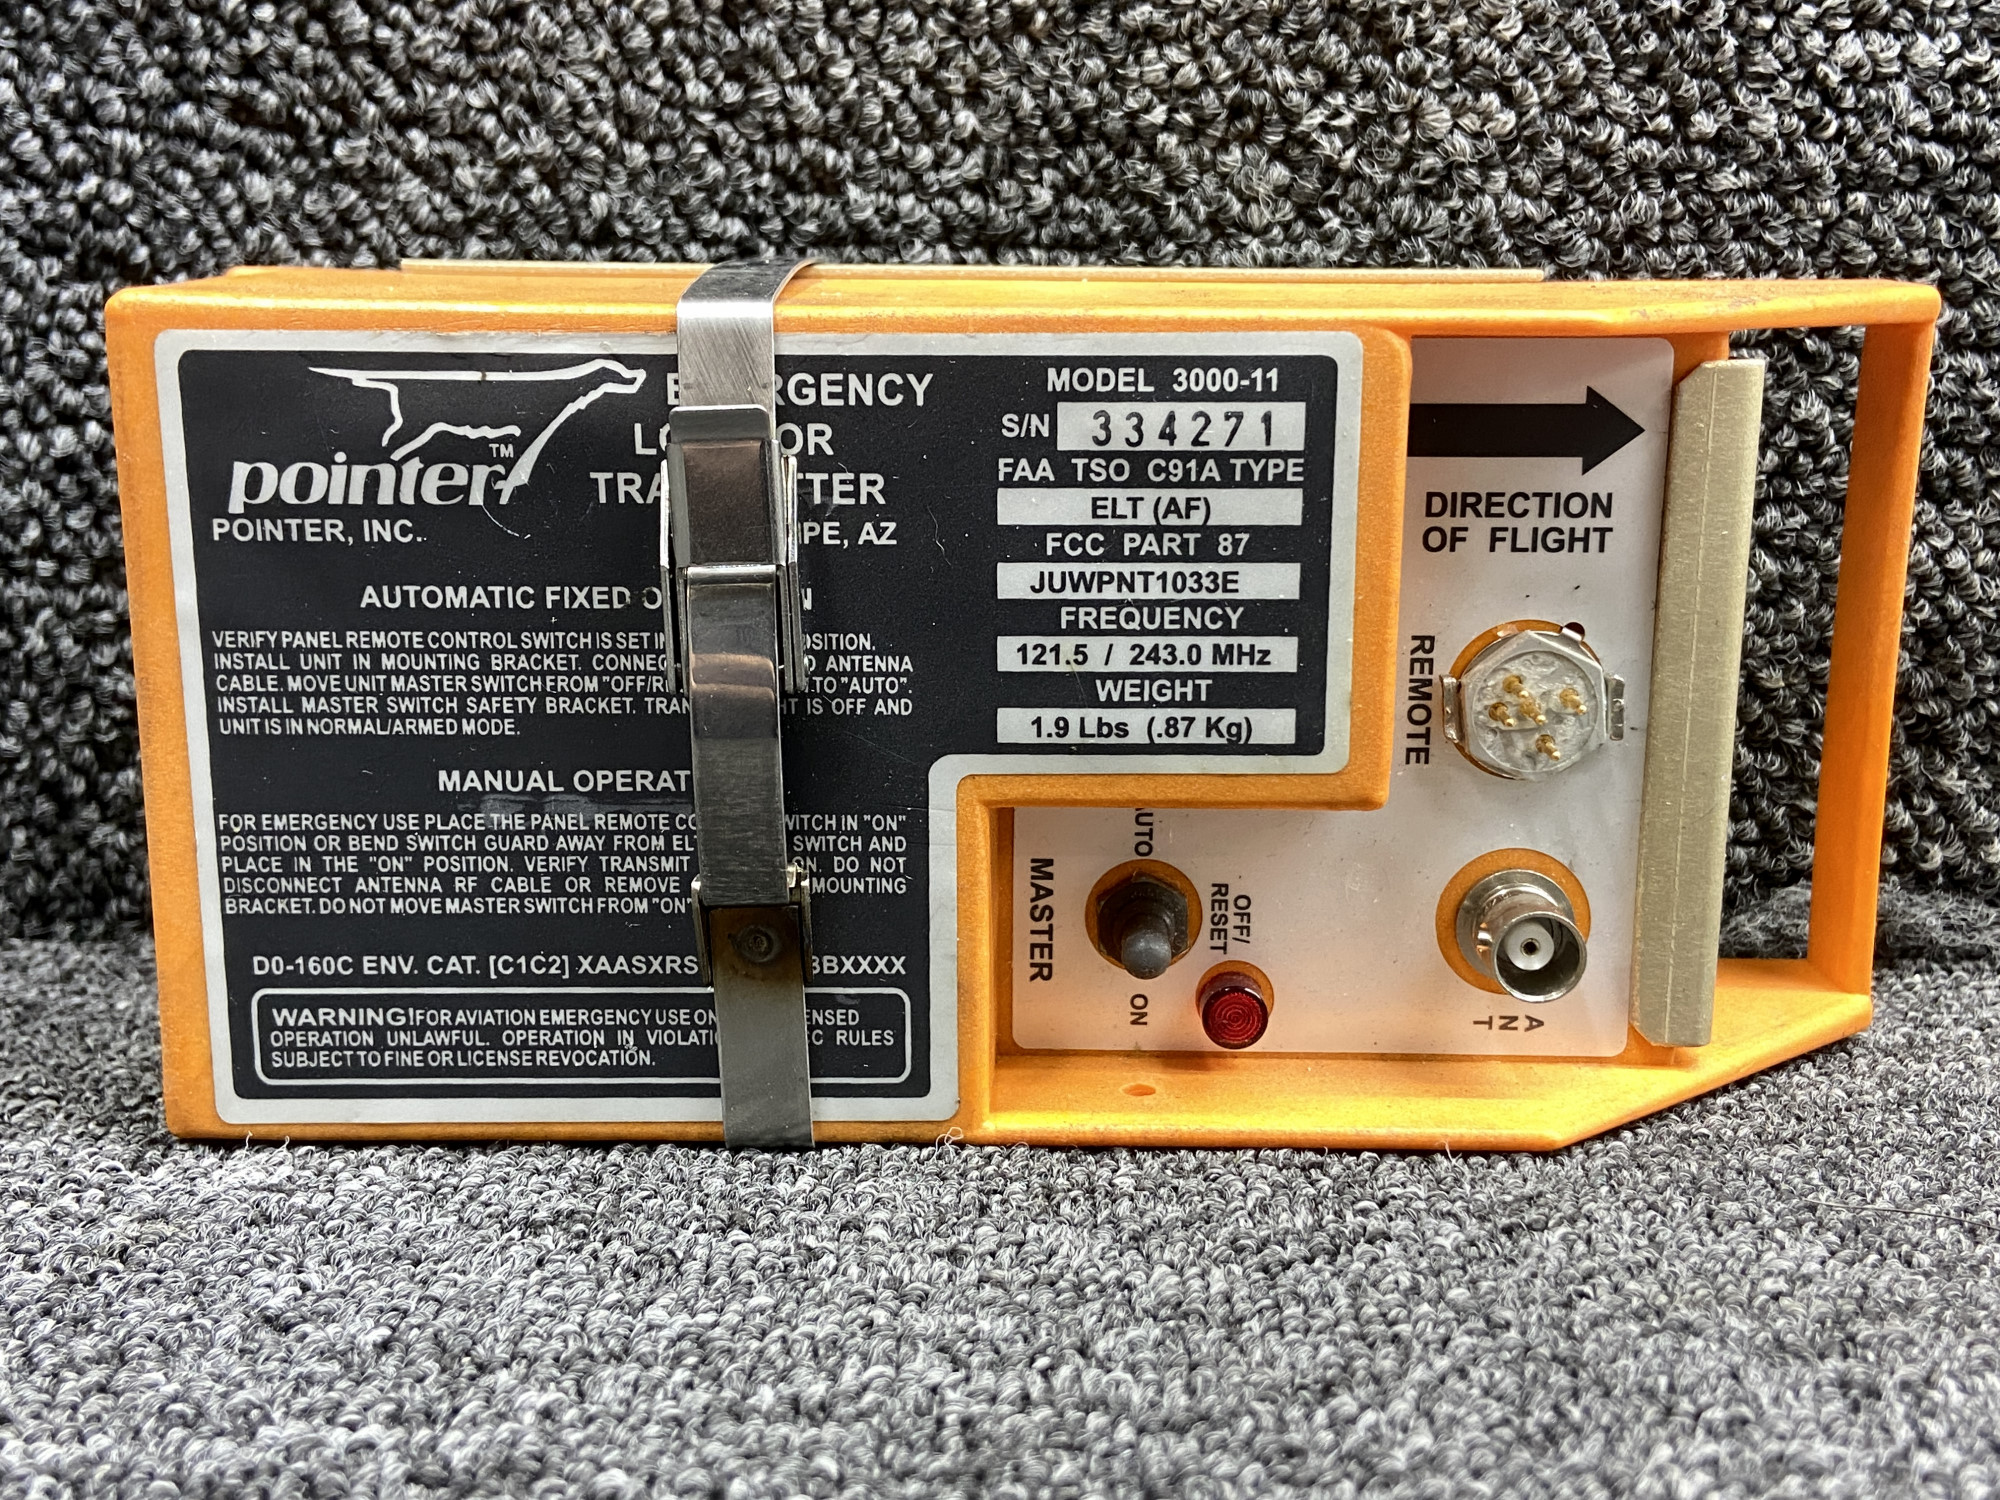 pointer™
POINTER, INC.
E RGENCY
LO OR
TRA TTER
PE, AZ
AUTOMATIC FIXED O N
VERIFY PANEL REMOTE CONTROL SWITCH IS SET IN OSITION.
INSTALL UNIT IN MOUNTING BRACKET. CONNEC ANTENNA
CABLE. MOVE UNIT MASTER SWITCH FROM "OFF/R TO "AUTO".
INSTALL MASTER SWITCH SAFETY BRACKET. TRAN T IS OFF AND
UNIT IS IN NORMAL/ARMED MODE.
MANUAL OPERAT
FOR EMERGENCY USE PLACE THE PANEL REMOTE CO WITCH IN "ON"
POSITION OR BEND SWITCH GUARD AWAY FROM EL SWITCH AND
PLACE IN THE "ON" POSITION. VERIFY TRANSMIT ON. DO NOT
DISCONNECT ANTENNA RF CABLE OR REMOVE MOUNTING
BRACKET. DO NOT MOVE MASTER SWITCH FROM "ON"
D0-160C ENV. CAT. [C1C2] XAASXRS BBXXXX
WARNING! FOR AVIATION EMERGENCY USE ON ENSED
OPERATION UNLAWFUL. OPERATION IN VIOLATI CC RULES
SUBJECT TO FINE OR LICENSE REVOCATION.
MODEL 3000-11
S/N 334271
FAA TSO C91A TYPE
ELT (AF)
FCC PART 87
JUWPNT1033E
FREQUENCY
121.5 / 243.0 MHz
WEIGHT
1.9 Lbs (.87 Kg)
DIRECTION
OF FLIGHT
REMOTE
AUTO
MASTER
OFF/
RESET
ON
ANT